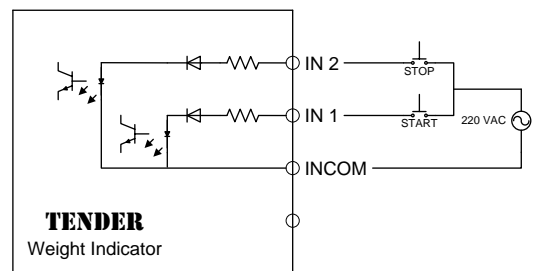 IN 2
STOP
IN 1
START
220 VAC
INCOM
TENDER
Weight Indicator